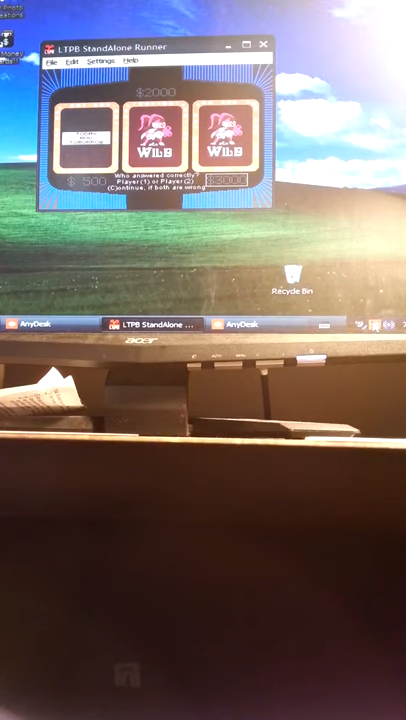 LTPB StandAlone Runner
File Edit Settings Help
$2000
WILD
WILD
$ 500
Who answered correctly?
Player (1) or Player (2)
(C)ontinue, if both are wrong
$3000
Recycle Bin
AnyDesk
LTPB StandAlone ...
AnyDesk
acer